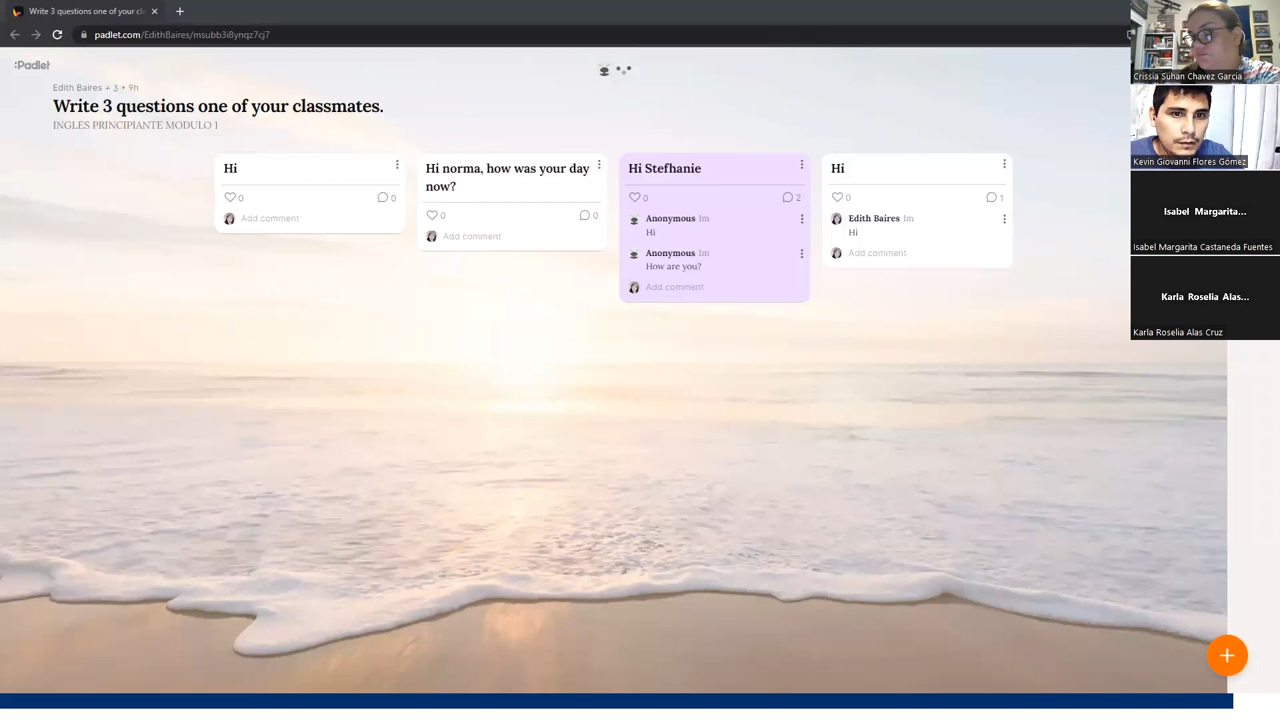 Write 3 questions one of your cl
padlet.com/EdithBaires/msubb3i8ynqz7cj7
:Padlet
Edith Baires + 3 • 9h
Write 3 questions one of your classmates.
INGLES PRINCIPIANTE MODULO 1
Hi
0
0
Add comment
Hi norma, how was your day
now?
0
0
Add comment
Hi Stefhanie
0
2
Anonymous 1m
Hi
Anonymous 1m
How are you?
Add comment
Hi
0
1
Edith Baires 1m
Hi
Add comment
Crissia Suhan Chavez Garcia
Kevin Giovanni Flores Gómez
Isabel Margarita...
Isabel Margarita Castaneda Fuentes
Karla Roselia Alas...
Karla Roselia Alas Cruz